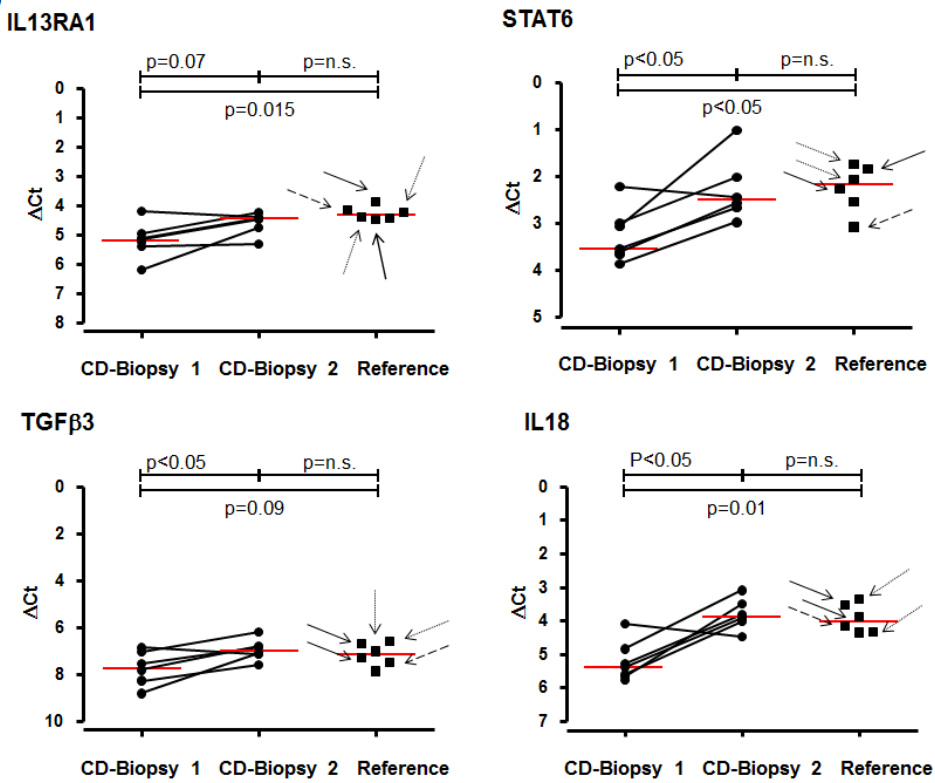 IL13RA1
p=0.07 p=n.s.
p=0.015
0
1
2
3
4
5
6
7
8
ΔCt
CD-Biopsy 1 CD-Biopsy 2 Reference
STAT6
p<0.05 p=n.s.
p<0.05
0
1
2
3
4
5
ΔCt
CD-Biopsy 1 CD-Biopsy 2 Reference
TGFβ3
p<0.05 p=n.s.
p=0.09
0
2
4
6
8
10
ΔCt
CD-Biopsy 1 CD-Biopsy 2 Reference
IL18
P<0.05 p=n.s.
p=0.01
0
1
2
3
4
5
6
7
ΔCt
CD-Biopsy 1 CD-Biopsy 2 Reference